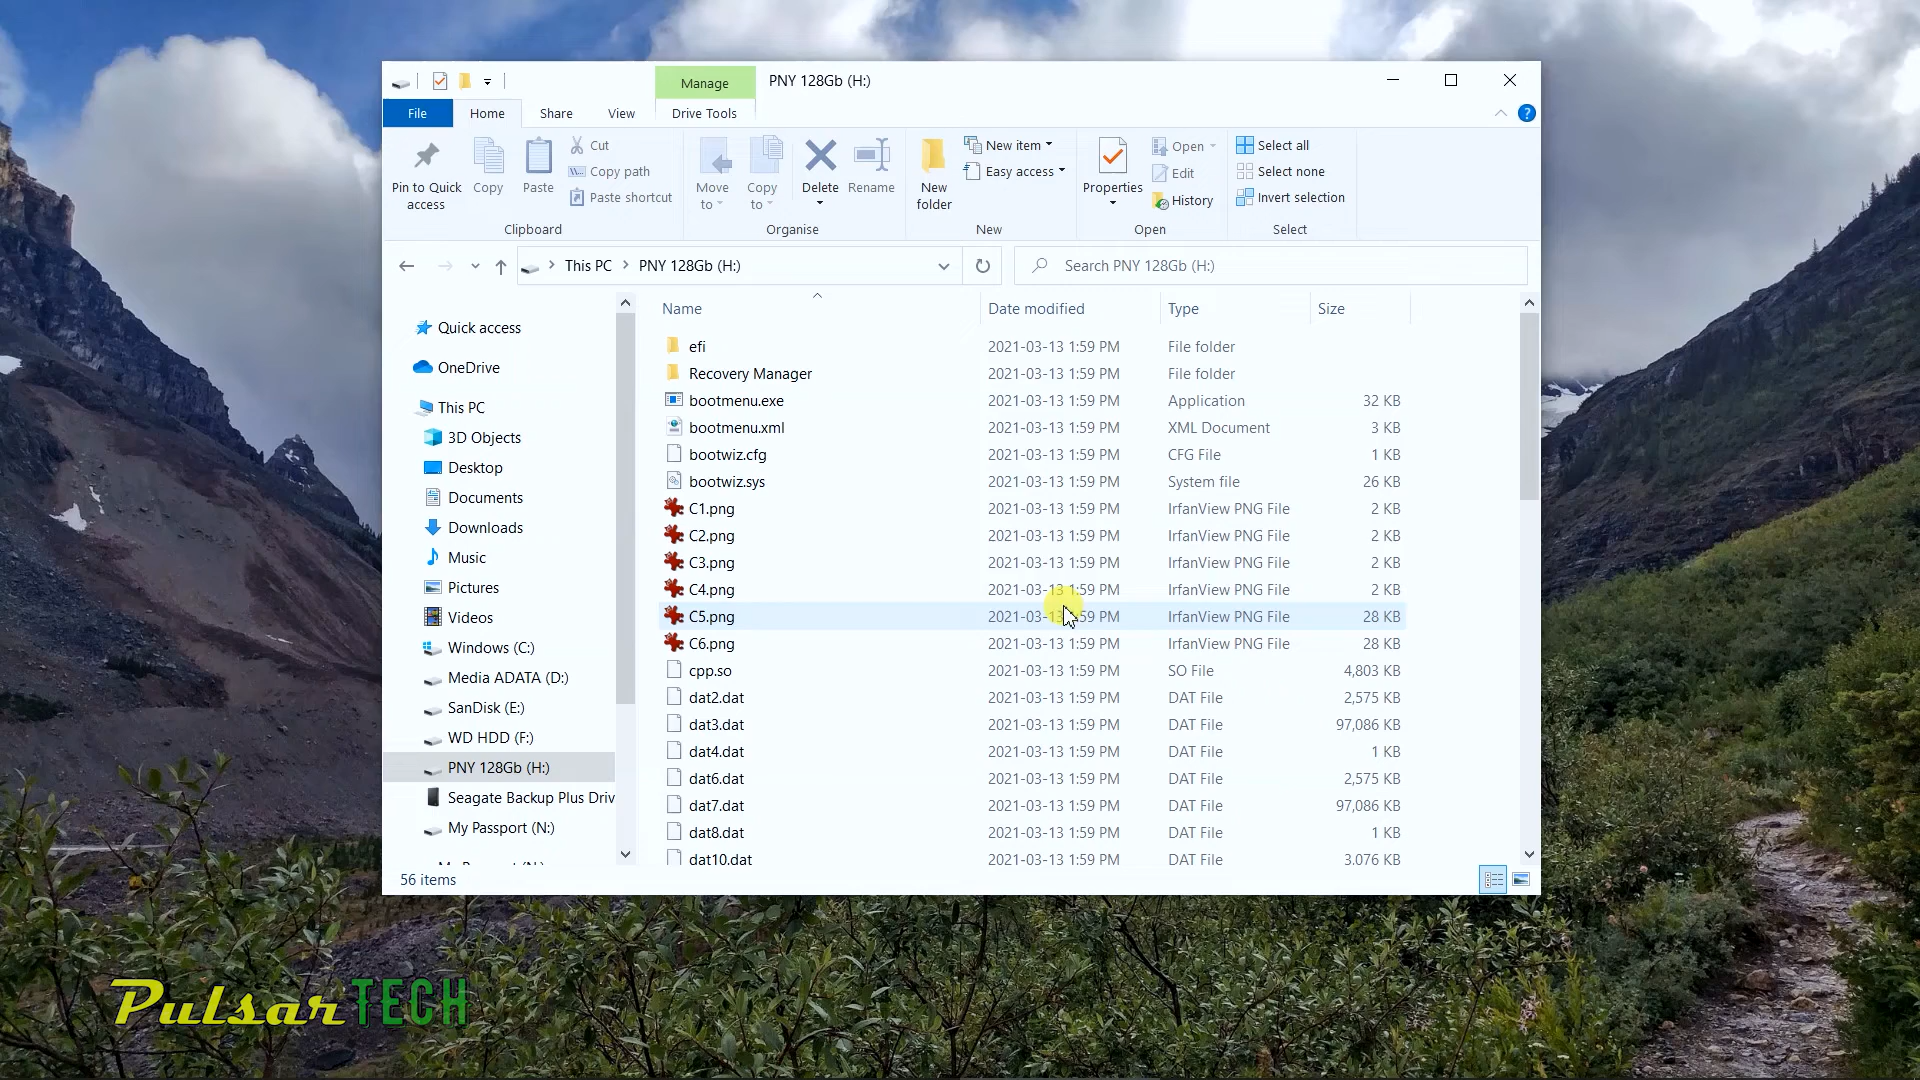 Manage
PNY 128Gb (H:)
File
Home
Share
View
Drive Tools
Pin to Quick access
Copy
Paste
Cut
Copy path
Paste shortcut
Clipboard
Move to
Copy to
Delete
Rename
Organise
New folder
New item
Easy access
New
Properties
Open
Edit
History
Open
Select all
Select none
Invert selection
Select
This PC
PNY 128Gb (H:)
Search PNY 128Gb (H:)
Quick access
OneDrive
This PC
3D Objects
Desktop
Documents
Downloads
Music
Pictures
Videos
Windows (C:)
Media ADATA (D:)
SanDisk (E:)
WD HDD (F:)
PNY 128Gb (H:)
Seagate Backup Plus Driv
My Passport (N:)
Name Date modified Type Size
efi 2021-03-13 1:59 PM File folder
Recovery Manager 2021-03-13 1:59 PM File folder
bootmenu.exe 2021-03-13 1:59 PM Application 32 KB
bootmenu.xml 2021-03-13 1:59 PM XML Document 3 KB
bootwiz.cfg 2021-03-13 1:59 PM CFG File 1 KB
bootwiz.sys 2021-03-13 1:59 PM System file 26 KB
C1.png 2021-03-13 1:59 PM IrfanView PNG File 2 KB
C2.png 2021-03-13 1:59 PM IrfanView PNG File 2 KB
C3.png 2021-03-13 1:59 PM IrfanView PNG File 2 KB
C4.png 2021-03-13 1:59 PM IrfanView PNG File 2 KB
C5.png 2021-03-13 1:59 PM IrfanView PNG File 28 KB
C6.png 2021-03-13 1:59 PM IrfanView PNG File 28 KB
cpp.so 2021-03-13 1:59 PM SO File 4,803 KB
dat2.dat 2021-03-13 1:59 PM DAT File 2,575 KB
dat3.dat 2021-03-13 1:59 PM DAT File 97,086 KB
dat4.dat 2021-03-13 1:59 PM DAT File 1 KB
dat6.dat 2021-03-13 1:59 PM DAT File 2,575 KB
dat7.dat 2021-03-13 1:59 PM DAT File 97,086 KB
dat8.dat 2021-03-13 1:59 PM DAT File 1 KB
dat10.dat 2021-03-13 1:59 PM DAT File 3,076 KB
56 items
Pulsar TECH